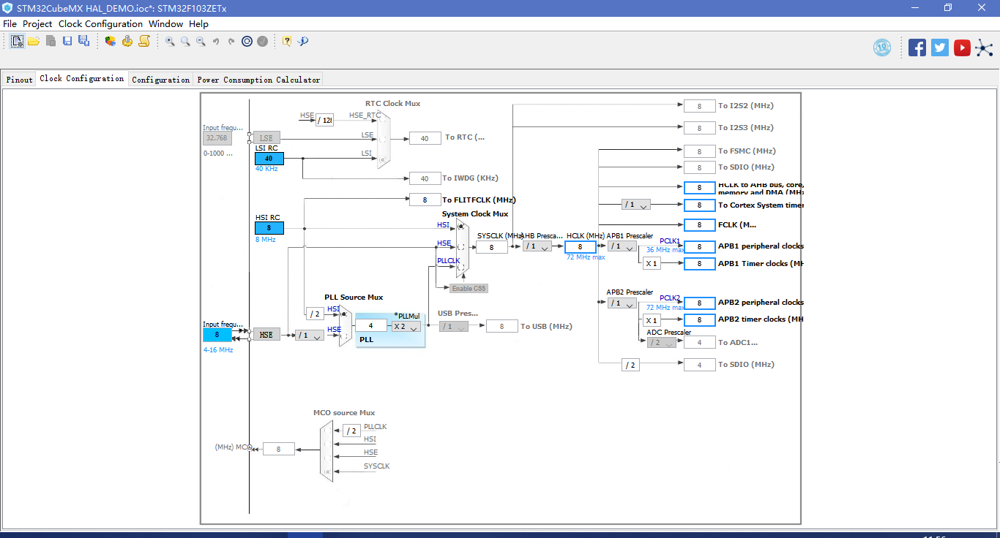 STM32CubeMX HAL_DEMO.ioc*: STM32F103ZETx
File Project Clock Configuration Window Help
Pinout Clock Configuration Configuration Power Consumption Calculator
RTC Clock Mux
HSE / 128 HSE_RTC
Input frequ...
32.768 LSE LSE
0-1000 ...
40 To RTC (...
LSI RC
40 LSI
40 KHz
40 To IWDG (KHz)
8 To FLITFCLK (MHz)
System Clock Mux
HSI RC
8 HSI
8 MHz
HSE
PLLCLK
Enable CSS
SYSCLK (MHz) AHB Presca... HCLK (MHz) APB1 Prescaler
8 / 1 8 / 1
72 MHz max
8 To I2S2 (MHz)
8 To I2S3 (MHz)
8 To FSMC (MHz)
8 To SDIO (MHz)
8 HCLK to AHB bus, core,
memory and DMA (MHz
/ 1 8 To Cortex System timer
8 FCLK (M...
PCLK1 8 APB1 peripheral clocks
36 MHz max
X 1 8 APB1 Timer clocks (MH
APB2 Prescaler
/ 1 PCLK2 8 APB2 peripheral clocks
72 MHz max
X 1 8 APB2 timer clocks (MH
ADC Prescaler
/ 2 4 To ADC1...
/ 2 4 To SDIO (MHz)
PLL Source Mux
/ 2 HSI
Input frequ...
8 HSE / 1 HSE
4-16 MHz
*PLLMul
4 X 2
PLL
USB Pres...
/ 1 8 To USB (MHz)
MCO source Mux
/ 2 PLLCLK
HSI
(MHz) MCO 8
HSE
SYSCLK